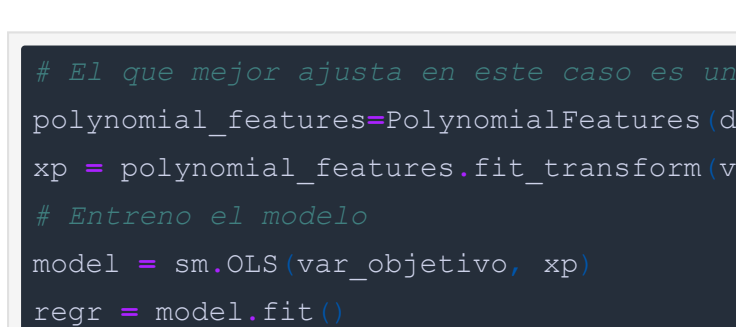 # El que mejor ajusta en este caso es un
polynomial_features=PolynomialFeatures(d
xp = polynomial_features.fit_transform(v
# Entreno el modelo
model = sm.OLS(var_objetivo, xp)
regr = model.fit()